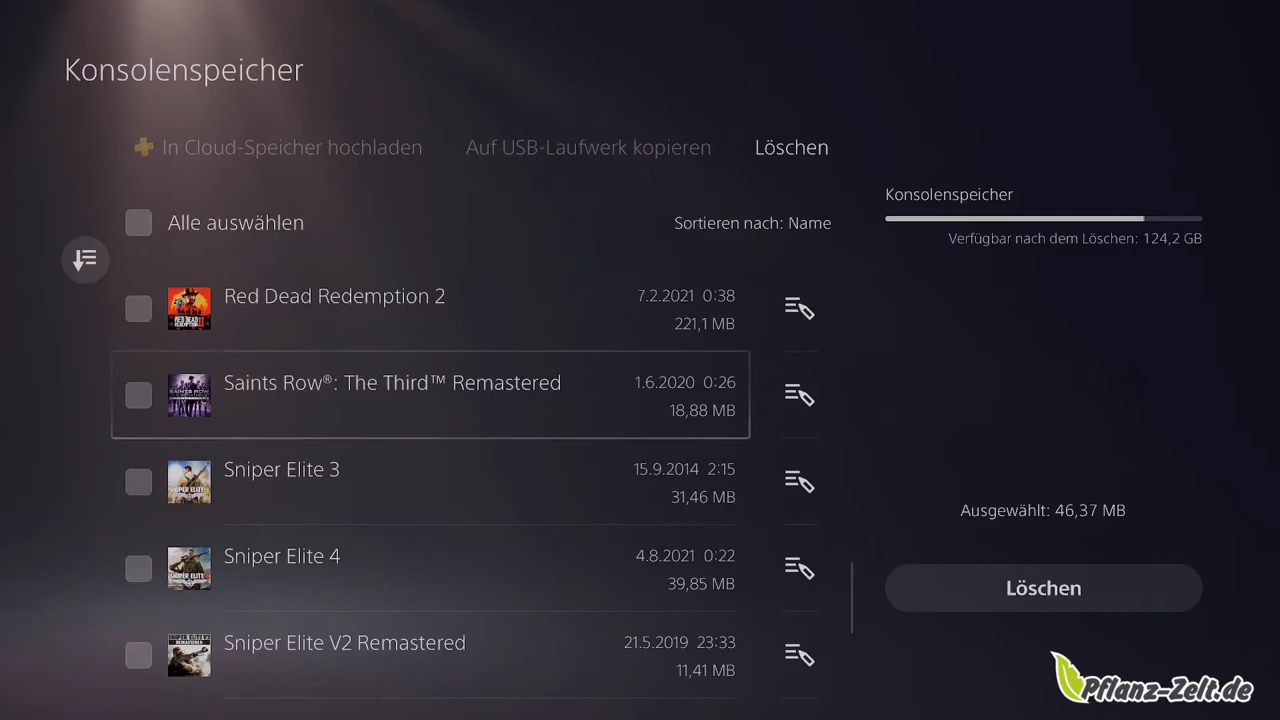 Konsolenspeicher
In Cloud-Speicher hochladen Auf USB-Laufwerk kopieren Löschen
Konsolenspeicher
Alle auswählen Sortieren nach: Name
Verfügbar nach dem Löschen: 124,2 GB
Red Dead Redemption 2 7.2.2021 0:38
221,1 MB
Saints Row®: The Third™ Remastered 1.6.2020 0:26
18,88 MB
Sniper Elite 3 15.9.2014 2:15
31,46 MB
Ausgewählt: 46,37 MB
Sniper Elite 4 4.8.2021 0:22
39,85 MB
Löschen
Sniper Elite V2 Remastered 21.5.2019 23:33
11,41 MB
Pflanz-Zelt.de